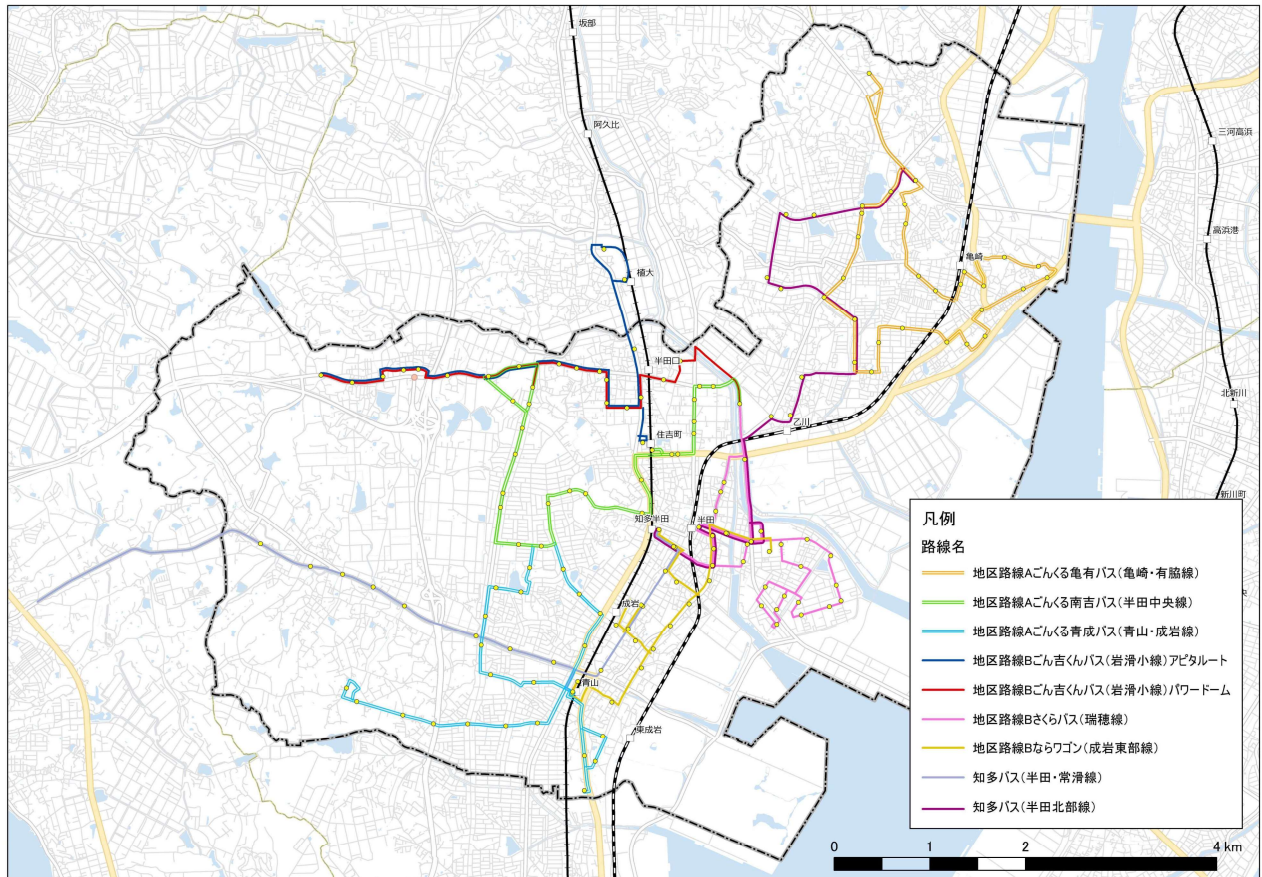 坂部
阿久比
三河高浜
高浜港
亀崎
植大
半田口
北新川
乙川
住吉町
新川町
知多半田
半田
成岩
青山
東成岩
凡例
路線名
地区路線Aごんくる亀有バス(亀崎・有脇線)
地区路線Aごんくる南吉バス(半田中央線)
地区路線Aごんくる青成バス(青山・成岩線)
地区路線Bごん吉くんバス(岩滑小線)アピタルート
地区路線Bごん吉くんバス(岩滑小線)パワードーム
地区路線Bさくらバス(瑞穂線)
地区路線Bならワゴン(成岩東部線)
知多バス(半田・常滑線)
知多バス(半田北部線)
0 1 2 4 km